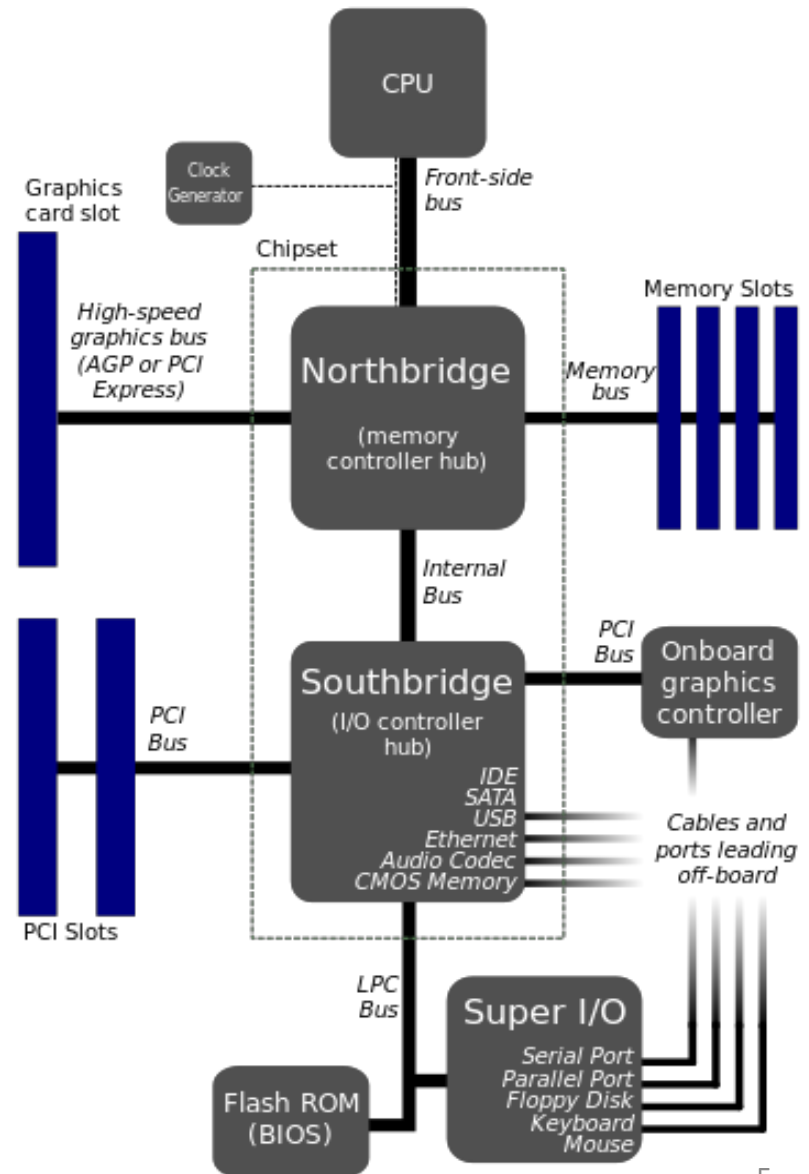 CPU
Clock
Generator
Front-side
bus
Graphics
card slot
Chipset
High-speed
graphics bus
(AGP or PCI
Express)
Northbridge
(memory
controller hub)
Memory Slots
Memory
bus
Internal
Bus
PCI
Bus
Southbridge
(I/O controller
hub)
IDE
SATA
USB
Ethernet
Audio Codec
CMOS Memory
PCI
Bus
Onboard
graphics
controller
Cables and
ports leading
off-board
PCI Slots
LPC
Bus
Super I/O
Serial Port
Parallel Port
Floppy Disk
Keyboard
Mouse
Flash ROM
(BIOS)